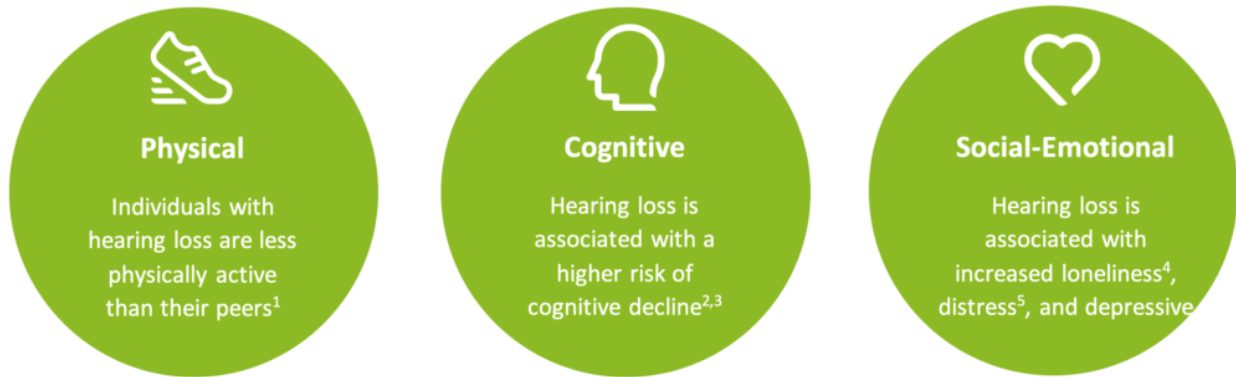 Physical
Individuals with
hearing loss are less
physically active
than their peers¹
Cognitive
Hearing loss is
associated with a
higher risk of
cognitive decline²,³
Social-Emotional
Hearing loss is
associated with
increased loneliness⁴,
distress⁵, and depressive